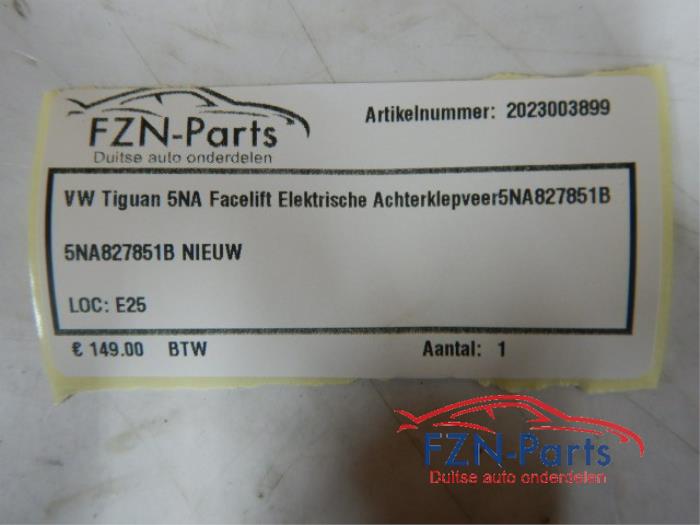 FZN-Parts
Duitse auto onderdelen
Artikelnummer: 2023003899
VW Tiguan 5NA Facelift Elektrische Achterklepveer5NA827851B
5NA827851B NIEUW
LOC: E25
€ 149.00 BTW
Aantal: 1
FZN-Parts
Duitse auto onderdelen